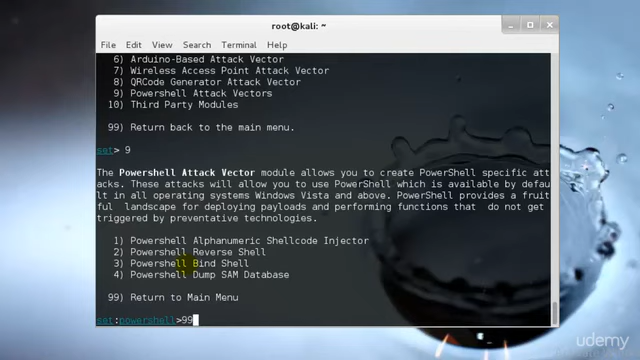 root@kali: ~
File Edit View Search Terminal Help
6) Arduino-Based Attack Vector
7) Wireless Access Point Attack Vector
8) QRCode Generator Attack Vector
9) Powershell Attack Vectors
10) Third Party Modules
99) Return back to the main menu.
set> 9
The Powershell Attack Vector module allows you to create PowerShell specific att
acks. These attacks will allow you to use PowerShell which is available by defau
lt in all operating systems Windows Vista and above. PowerShell provides a fruit
ful  landscape for deploying payloads and performing functions that  do not get
triggered by preventative technologies.
1) Powershell Alphanumeric Shellcode Injector
2) Powershell Reverse Shell
3) Powershell Bind Shell
4) Powershell Dump SAM Database
99) Return to Main Menu
set:powershell>99
udemy